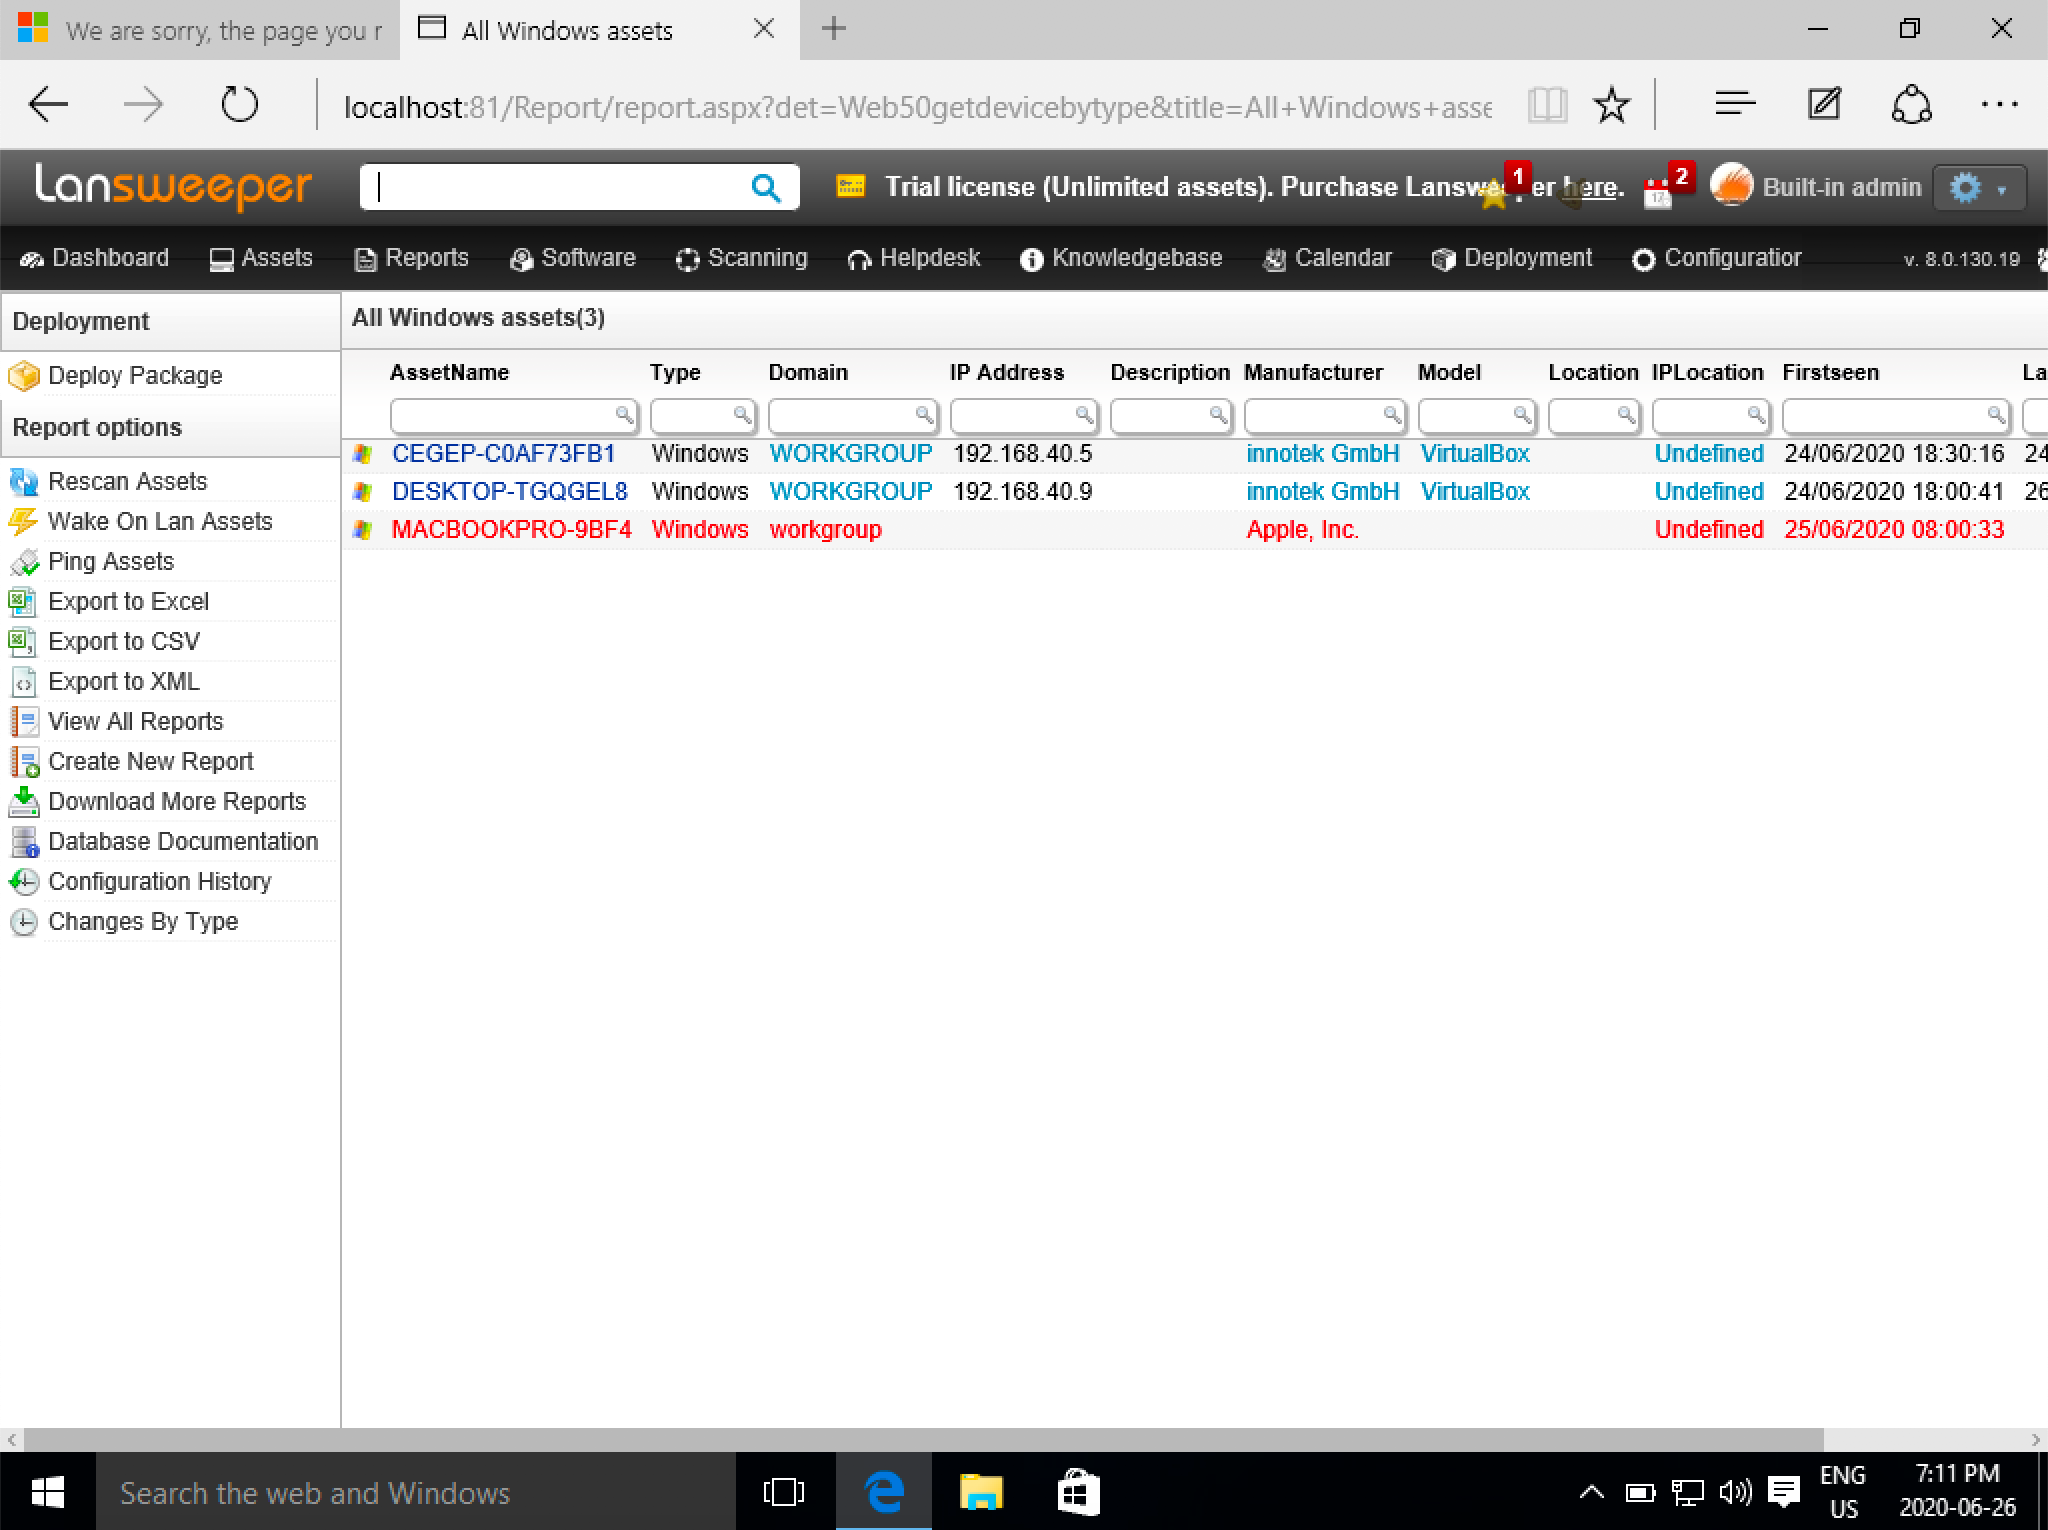 We are sorry, the page you r
All Windows assets
localhost:81/Report/report.aspx?det=Web50getdevicebytype&title=All+Windows+asse
Lansweeper
Trial license (Unlimited assets). Purchase Lansweeper here.
1
2
17
Built-in admin
Dashboard Assets Reports Software Scanning Helpdesk Knowledgebase Calendar Deployment Configuratior v. 8.0.130.19
Deployment
Deploy Package
Report options
Rescan Assets
Wake On Lan Assets
Ping Assets
Export to Excel
Export to CSV
Export to XML
View All Reports
Create New Report
Download More Reports
Database Documentation
Configuration History
Changes By Type
All Windows assets(3)
AssetName Type Domain IP Address Description Manufacturer Model Location IPLocation Firstseen La
CEGEP-C0AF73FB1 Windows WORKGROUP 192.168.40.5 innotek GmbH VirtualBox Undefined 24/06/2020 18:30:16 24
DESKTOP-TGQGEL8 Windows WORKGROUP 192.168.40.9 innotek GmbH VirtualBox Undefined 24/06/2020 18:00:41 26
MACBOOKPRO-9BF4 Windows workgroup Apple, Inc. Undefined 25/06/2020 08:00:33
Search the web and Windows
ENG
US
7:11 PM
2020-06-26